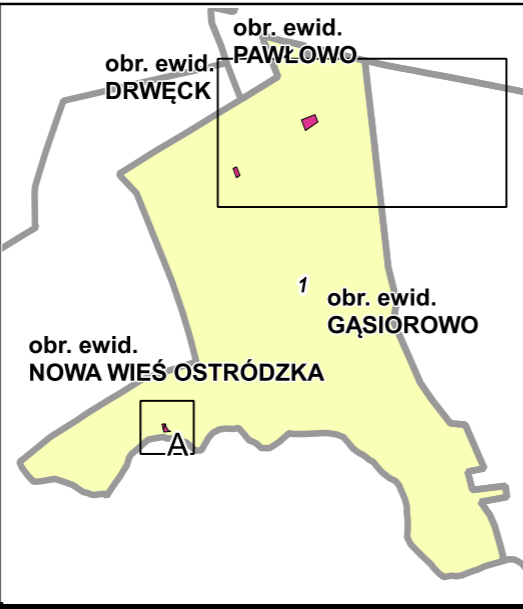 obr. ewid.
PAWŁOWO
obr. ewid.
DRWĘCK
1
obr. ewid.
GĄSIOROWO
obr. ewid.
NOWA WIEŚ OSTRÓDZKA
A